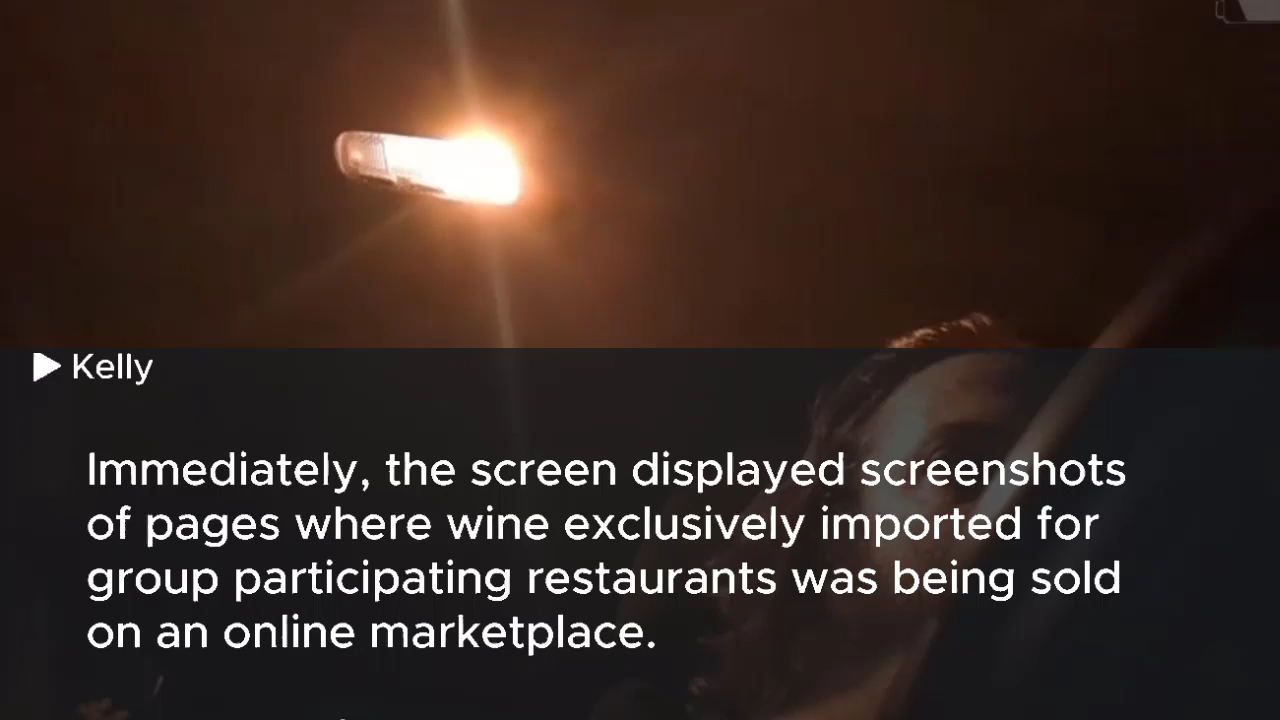 Kelly
Immediately, the screen displayed screenshots
of pages where wine exclusively imported for
group participating restaurants was being sold
on an online marketplace.